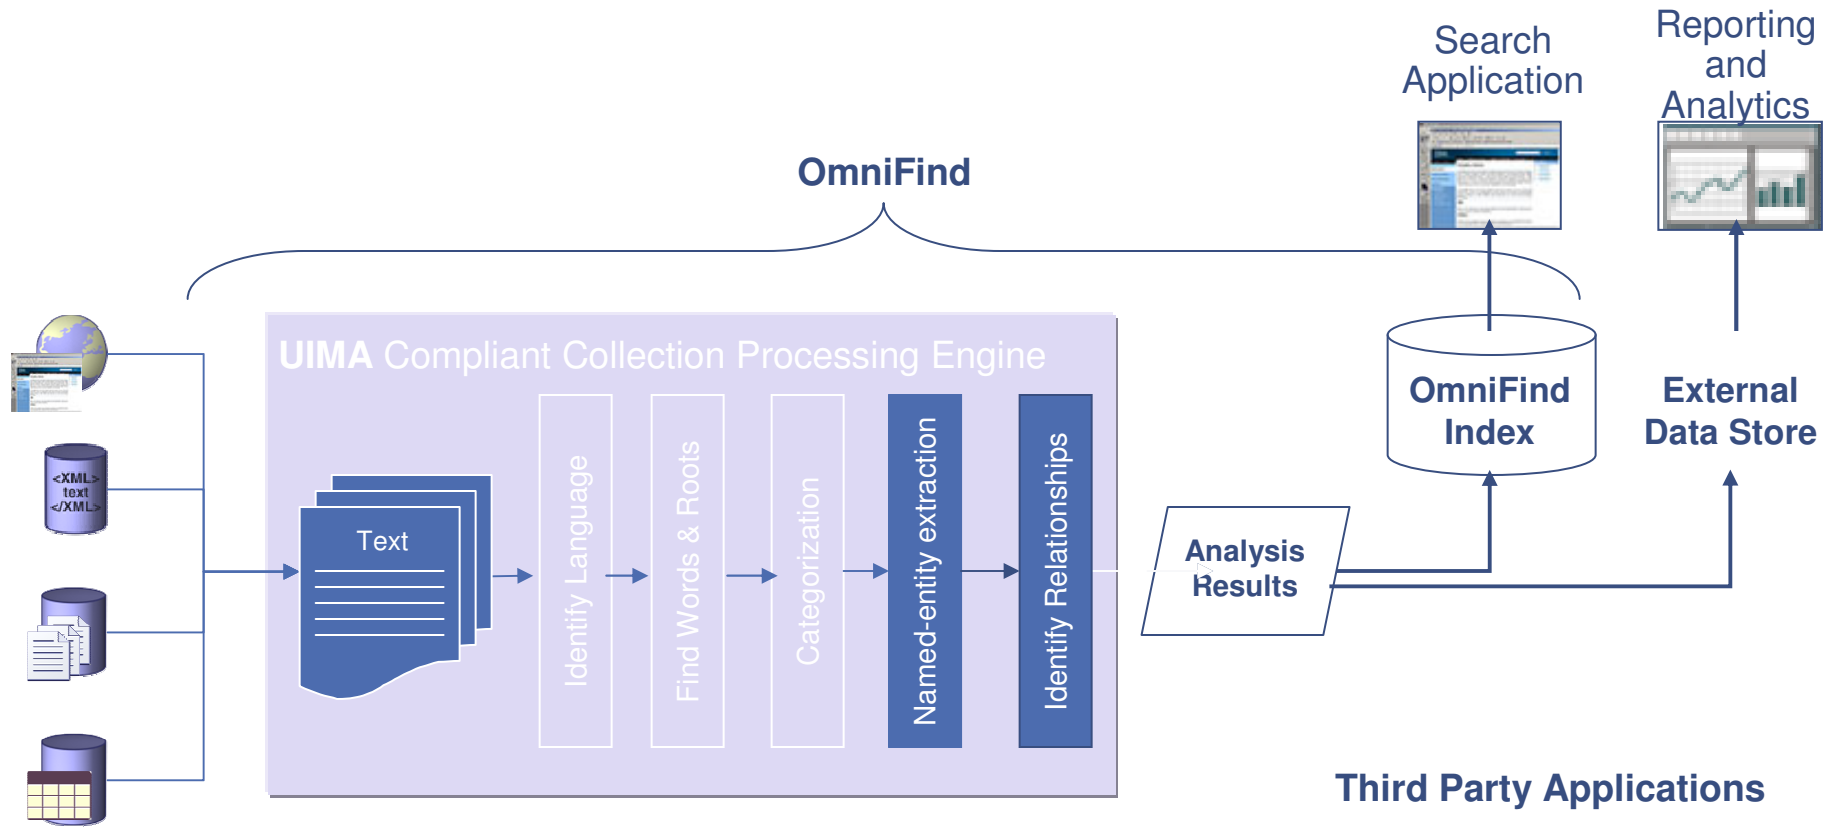 Search
Application
Reporting
and
Analytics
OmniFind
UIMA Compliant Collection Processing Engine
<XML>
text
</XML>
Text
Identify Language
Find Words & Roots
Categorization
Named-entity extraction
Identify Relationships
Analysis
Results
OmniFind
Index
External
Data Store
Third Party Applications